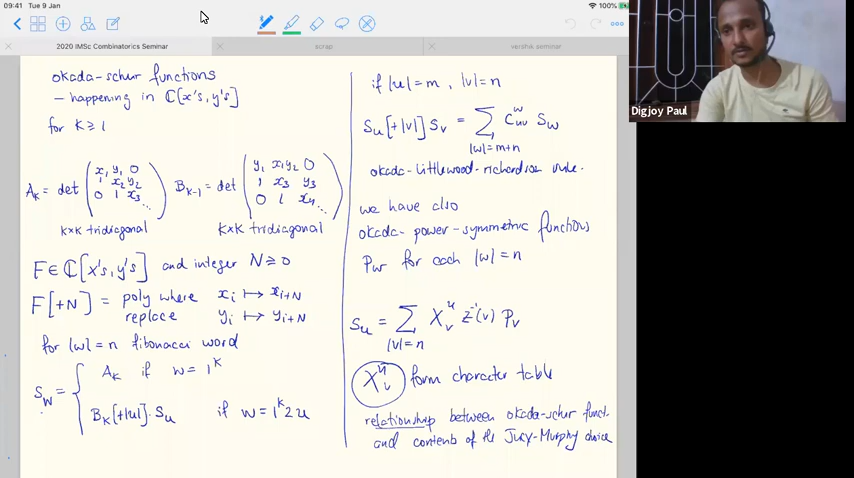 09:41 Tue 9 Jan
100%
2020 IMSc Combinatorics Seminar
scrap
vershik seminar
Digjoy Paul
okada-schur functions
— happening in ℂ[x's, y's]
for K ≥ 1
A_K = det ( x₁ y₁ 0
1 x₂ y₂
0 1 x₃ ⋱ )
K×K tridiagonal
B_{K-1} = det ( y₁ x₁y₂ 0
1 x₃ y₃
0 1 x₄ ⋱ )
K×K tridiagonal
F ∈ ℂ[x's, y's] and integer N ≥ 0
F[+N] = poly where x_i ↦ x_{i+N}
replace y_i ↦ y_{i+N}
for |w| = n fibonacci word
S_w = { A_K if w = 1^K
B_K[+|u|]·S_u if w = 1^K 2 u
if |u| = m, |v| = n
S_u[+|v|] S_v = Σ_{|w|=m+n} C_{uv}^w S_w
okada-Littlewood-richardson rule.
we have also
okada-power-symmetric functions
P_w for each |w| = n
S_u = Σ_{|v|=n} X_v^u z^{-1}(v) P_v
X_v^u form character table
relationship between okada-schur funct
and contents of the Jucy-Murphy